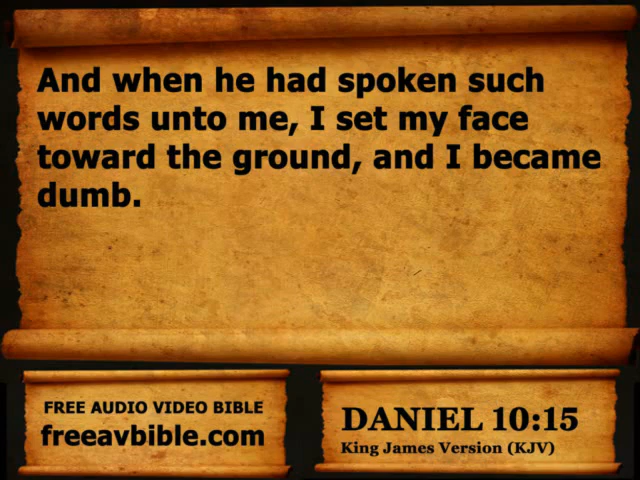 And when he had spoken such
words unto me, I set my face
toward the ground, and I became
dumb.
FREE AUDIO VIDEO BIBLE
freeavbible.com
DANIEL 10:15
King James Version (KJV)